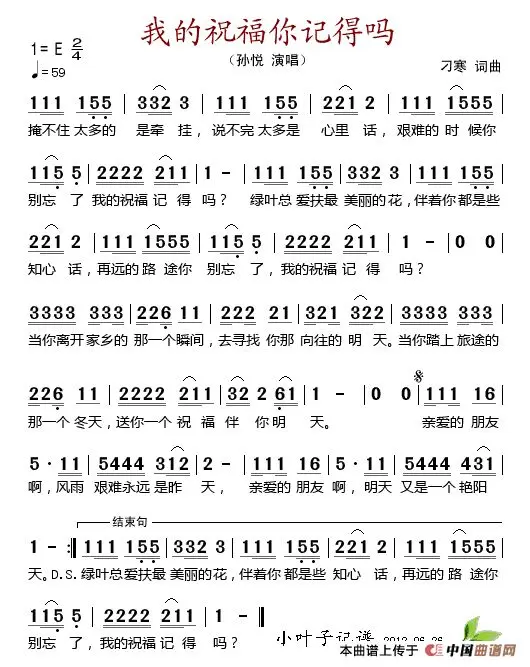 我的祝福你记得吗
1=E 2/4
（孙悦 演唱）
♩=59
刁寒 词曲
111 155 | 332 3 | 111 155 | 221 2 | 111 1555 |
掩不住 太多的 是牵 挂，说不完 太多是 心里 话，艰难的 时 候你
115 5 | 2222 211 | 1 - | 111 155 | 332 3 | 111 155 |
别忘 了 我的祝福 记 得 吗？ 绿叶总 爱扶最 美丽的 花，伴着你 都是些
221 2 | 111 1555 | 115 5 | 2222 211 | 1 - | 0 0 |
知心 话，再远的 路 途你 别忘 了，我的祝福 记 得 吗？
3333 333 | 226 11 | 222 21 | 321 322 | 3333 3333 |
当你离开 家乡的 那一个 瞬间，去寻找 你那 向往的 明 天。当你踏上 旅途的
226 11 | 2222 211 | 32 2 61 | 1 - | 0 0 | 111 16 |
那一个 冬天，送你一个 祝 福 伴 你 明 天。 亲爱的 朋友
5·11 | 5444 312 | 2 - | 111 16 | 5·11 | 5444 431 |
啊，风雨 艰难永远 是昨 天， 亲爱的 朋友 啊，明天 又是一个 艳阳
结束句
1 - :‖ 111 155 | 332 3 | 111 155 | 221 2 | 111 1555 |
天。D.S.绿叶总 爱扶最 美丽的 花，伴着你 都是些 知心 话，再远的 路 途你
115 5 | 2222 211 | 1 - ‖
别忘 了，我的祝福 记 得 吗？
小叶子记谱 2012.06.26
本曲谱上传于 中国曲谱网